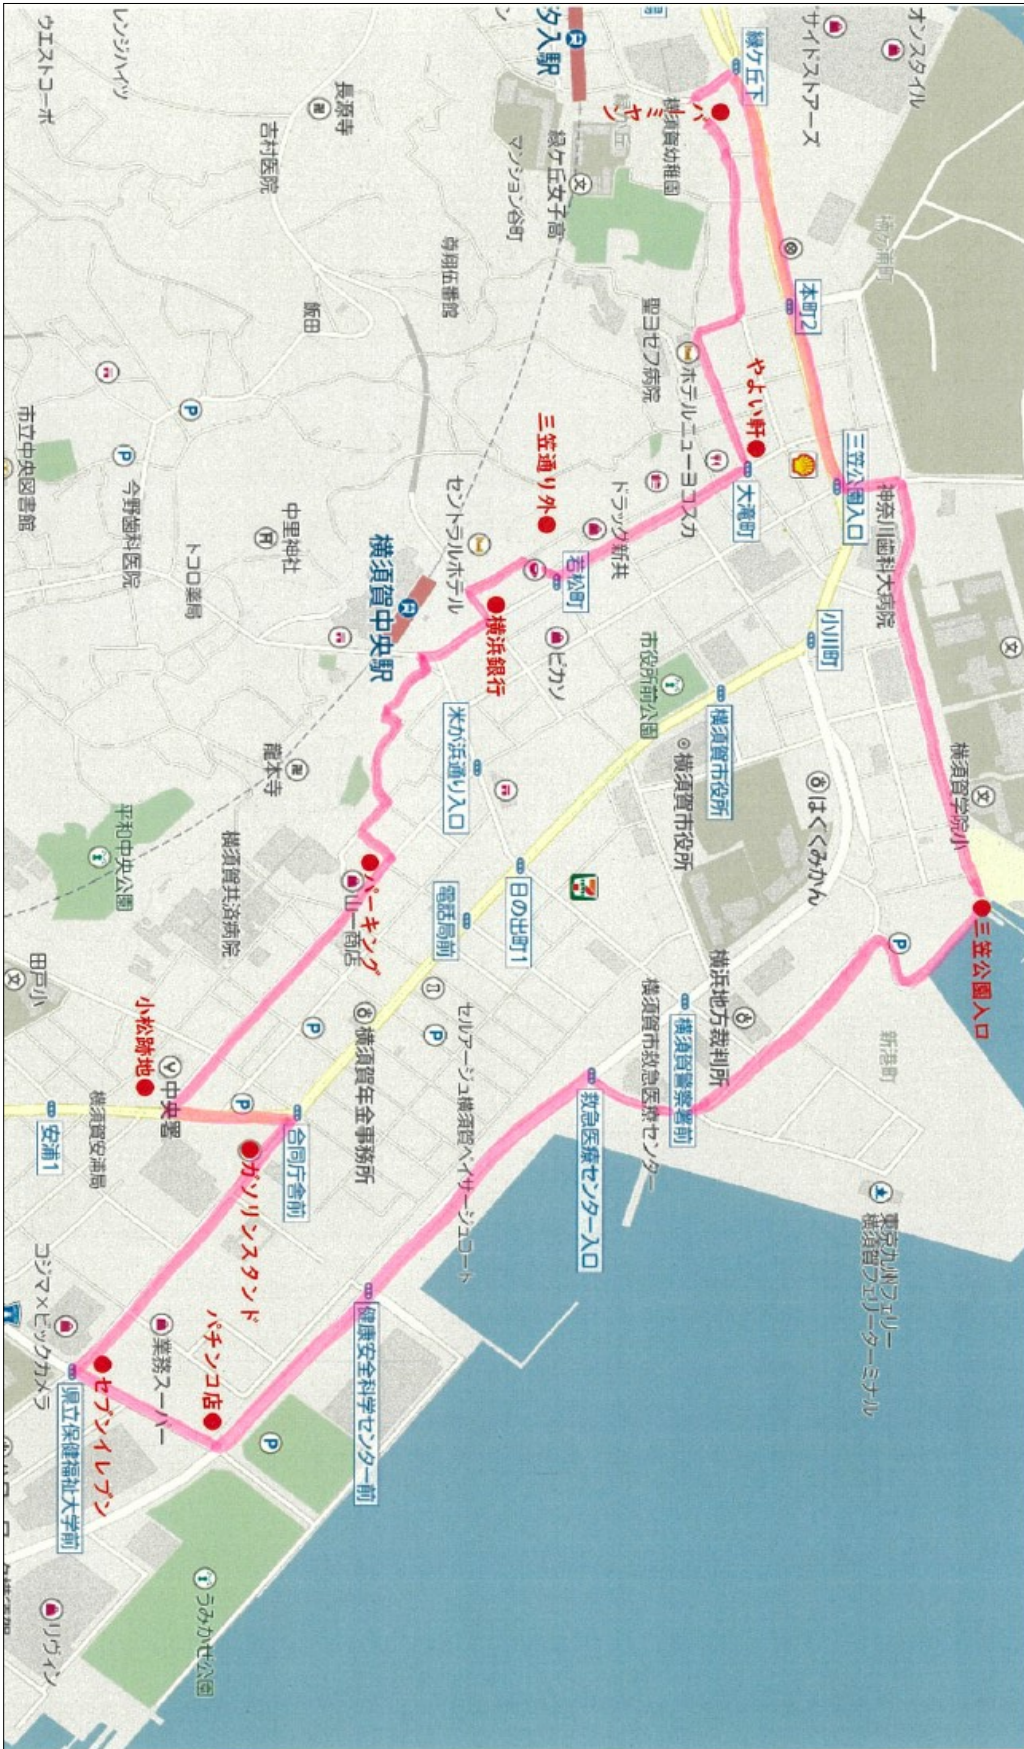 オンスタイル
サイドストアーズ
緑ケ丘下
汐入駅
レンジハイツ
ウエストコーポ
バーミヤン
横須賀幼稚園
長源寺
吉村医院
緑ケ丘女子高
マンション谷町
本町2
尊翔伍番館
飯田
聖ヨゼフ病院
ホテルニューヨコスカ
やよい軒
三笠公園入口
大滝町
三笠通り外
ドラッグ新共
神奈川歯科大病院
市立中央図書館
今野歯科医院
中里神社
トコロ薬局
セントラルホテル
横須賀中央駅
若松町
小川町
横浜銀行
ピカソ
市役所前公園
横須賀市役所
◎横須賀市役所
米が浜通り入口
龍本寺
横須賀学院小
はぐくみかん
平和中央公園
横須賀共済病院
パーキング
山一商店
電話局前
日の出町1
三笠公園入口
田戸小
小松跡地
中央署
横須賀年金事務所
セルアージュ横須賀ベイサージュコート
横浜地方裁判所
横須賀市救急医療センター
横須賀警察署前
新港町
安浦1
横須賀安浦局
合同庁舎前
ガソリンスタンド
救急医療センター入口
東京九州フェリー
横須賀フェリーターミナル
コジマ×ビックカメラ
業務スーパー
パチンコ店
健康安全科学センター前
セブンイレブン
県立保健福祉大学前
うみかぜ公園
リヴィン